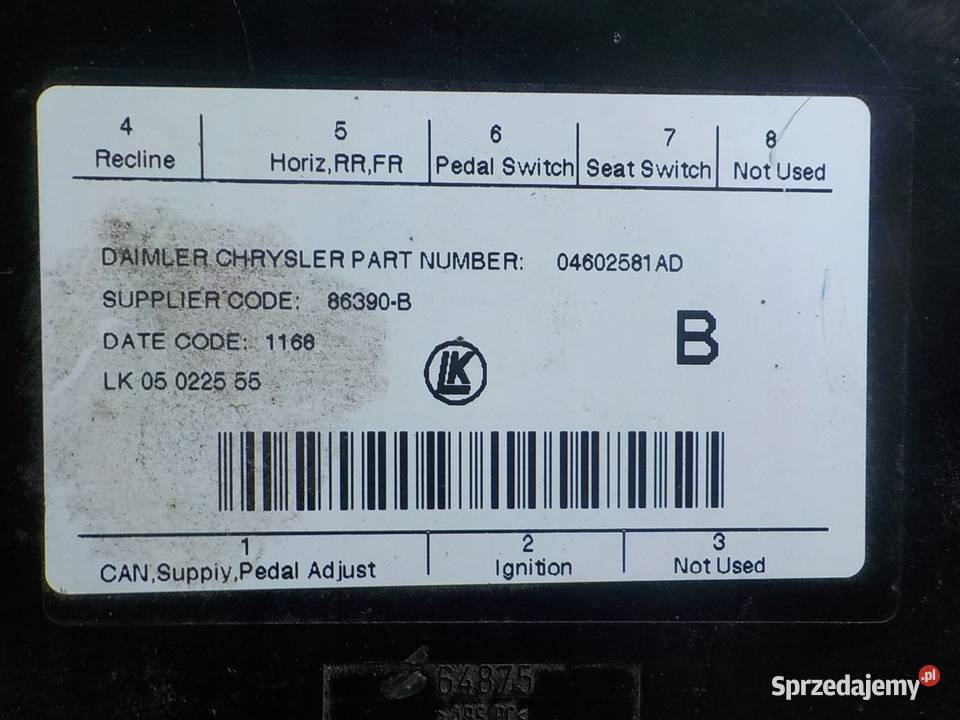 4 5 6 7 8
Recline Horiz,RR,FR Pedal Switch Seat Switch Not Used
DAIMLER CHRYSLER PART NUMBER: 04602581AD
SUPPLIER CODE: 86390-B
DATE CODE: 1168
B
LK 05 0225 55
LK
1 2 3
CAN,Supply,Pedal Adjust Ignition Not Used
64875
>ABS/PC<
Sprzedajemy.pl